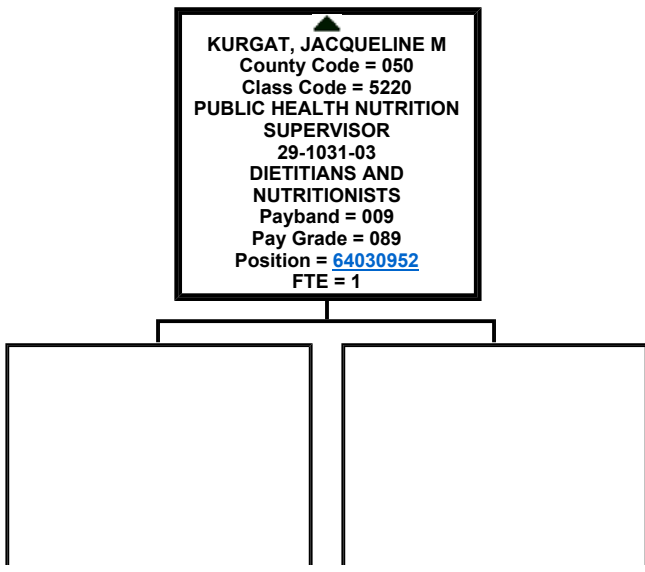 KURGAT, JACQUELINE M
County Code = 050
Class Code = 5220
PUBLIC HEALTH NUTRITION
SUPERVISOR
29-1031-03
DIETITIANS AND
NUTRITIONISTS
Payband = 009
Pay Grade = 089
Position = 64030952
FTE = 1